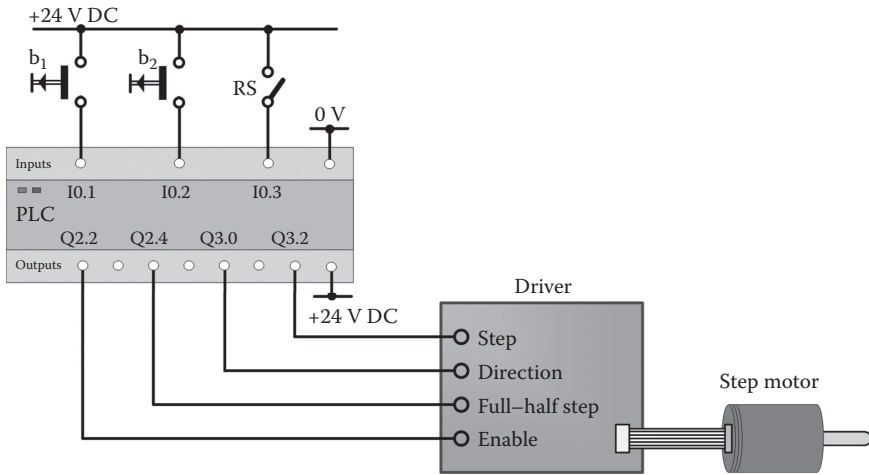 +24 V DC
b1
b2
RS
0 V
Inputs
I0.1
I0.2
I0.3
PLC
Q2.2
Q2.4
Q3.0
Q3.2
Outputs
+24 V DC
Driver
Step
Direction
Full–half step
Enable
Step motor